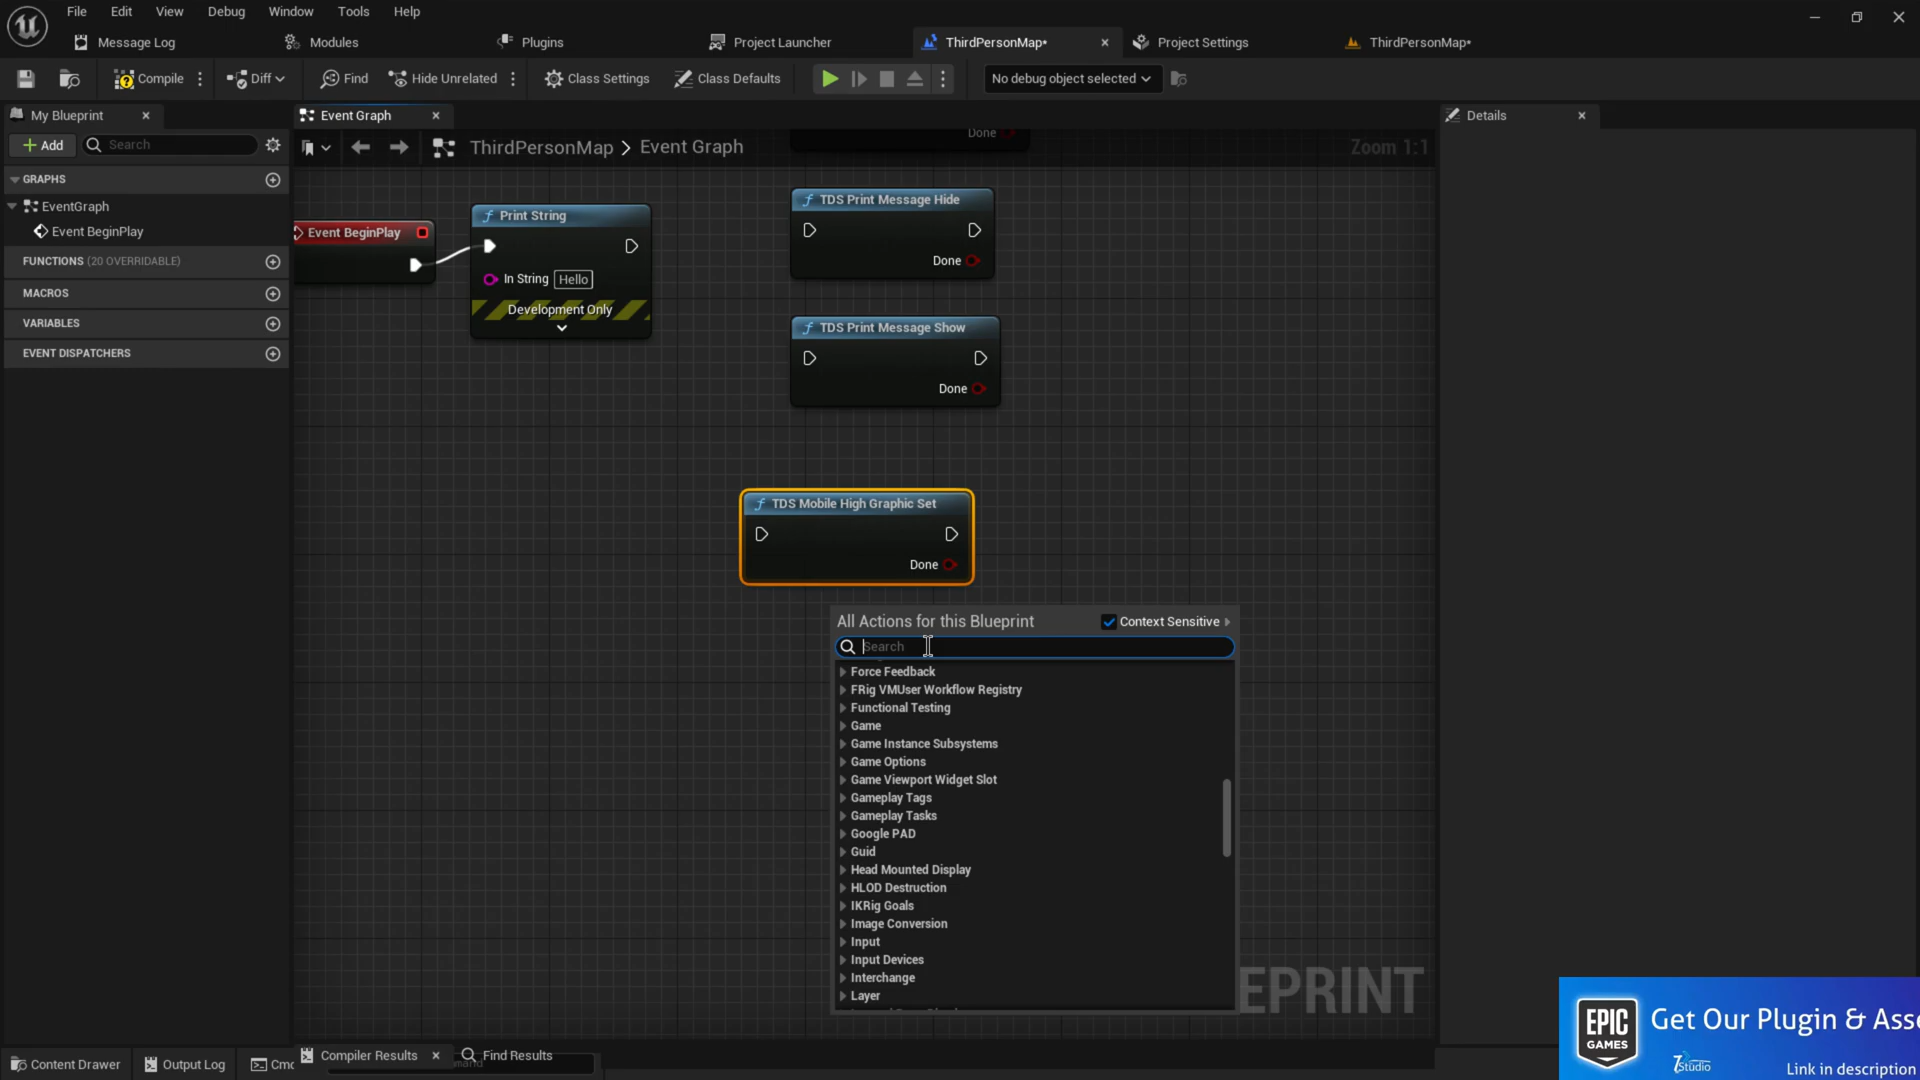 File Edit View Debug Window Tools Help
Message Log Modules Plugins Project Launcher ThirdPersonMap* Project Settings ThirdPersonMap*
Compile Diff Find Hide Unrelated Class Settings Class Defaults No debug object selected
My Blueprint
Add Search
GRAPHS
EventGraph
Event BeginPlay
FUNCTIONS (20 OVERRIDABLE)
MACROS
VARIABLES
EVENT DISPATCHERS
Event Graph
ThirdPersonMap > Event Graph
Zoom 1:1
Done
Event BeginPlay
Print String
In String Hello
Development Only
TDS Print Message Hide
Done
TDS Print Message Show
Done
TDS Mobile High Graphic Set
Done
All Actions for this Blueprint Context Sensitive
Search
Force Feedback
FRig VMUser Workflow Registry
Functional Testing
Game
Game Instance Subsystems
Game Options
Game Viewport Widget Slot
Gameplay Tags
Gameplay Tasks
Google PAD
Guid
Head Mounted Display
HLOD Destruction
IKRig Goals
Image Conversion
Input
Input Devices
Interchange
Layer
EPRINT
Details
Content Drawer Output Log Cmd
Compiler Results Find Results
EPIC
GAMES
Get Our Plugin & Asse
7Studio
Link in description